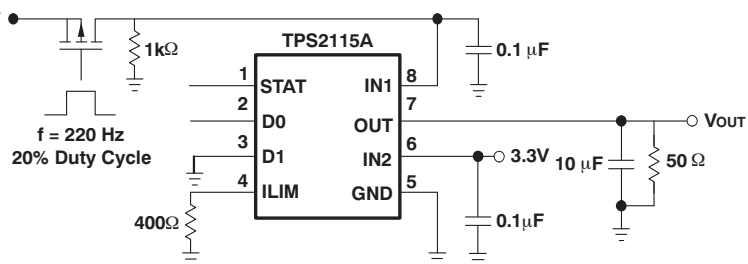 TPS2115A
1kΩ
0.1 μF
1
STAT
IN1
8
2
D0
OUT
7
VOUT
f = 220 Hz
20% Duty Cycle
3
D1
IN2
6
3.3V
10 μF
50 Ω
4
ILIM
GND
5
400Ω
0.1μF